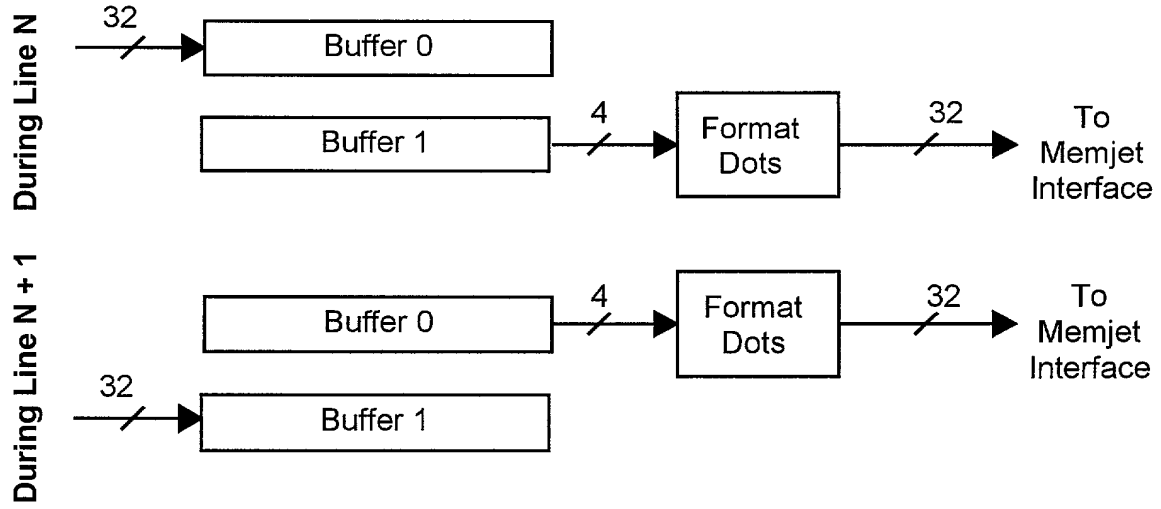 During Line N
32
Buffer 0
Buffer 1
4
Format
Dots
32
To
Memjet
Interface
During Line N + 1
Buffer 0
4
Format
Dots
32
To
Memjet
Interface
32
Buffer 1